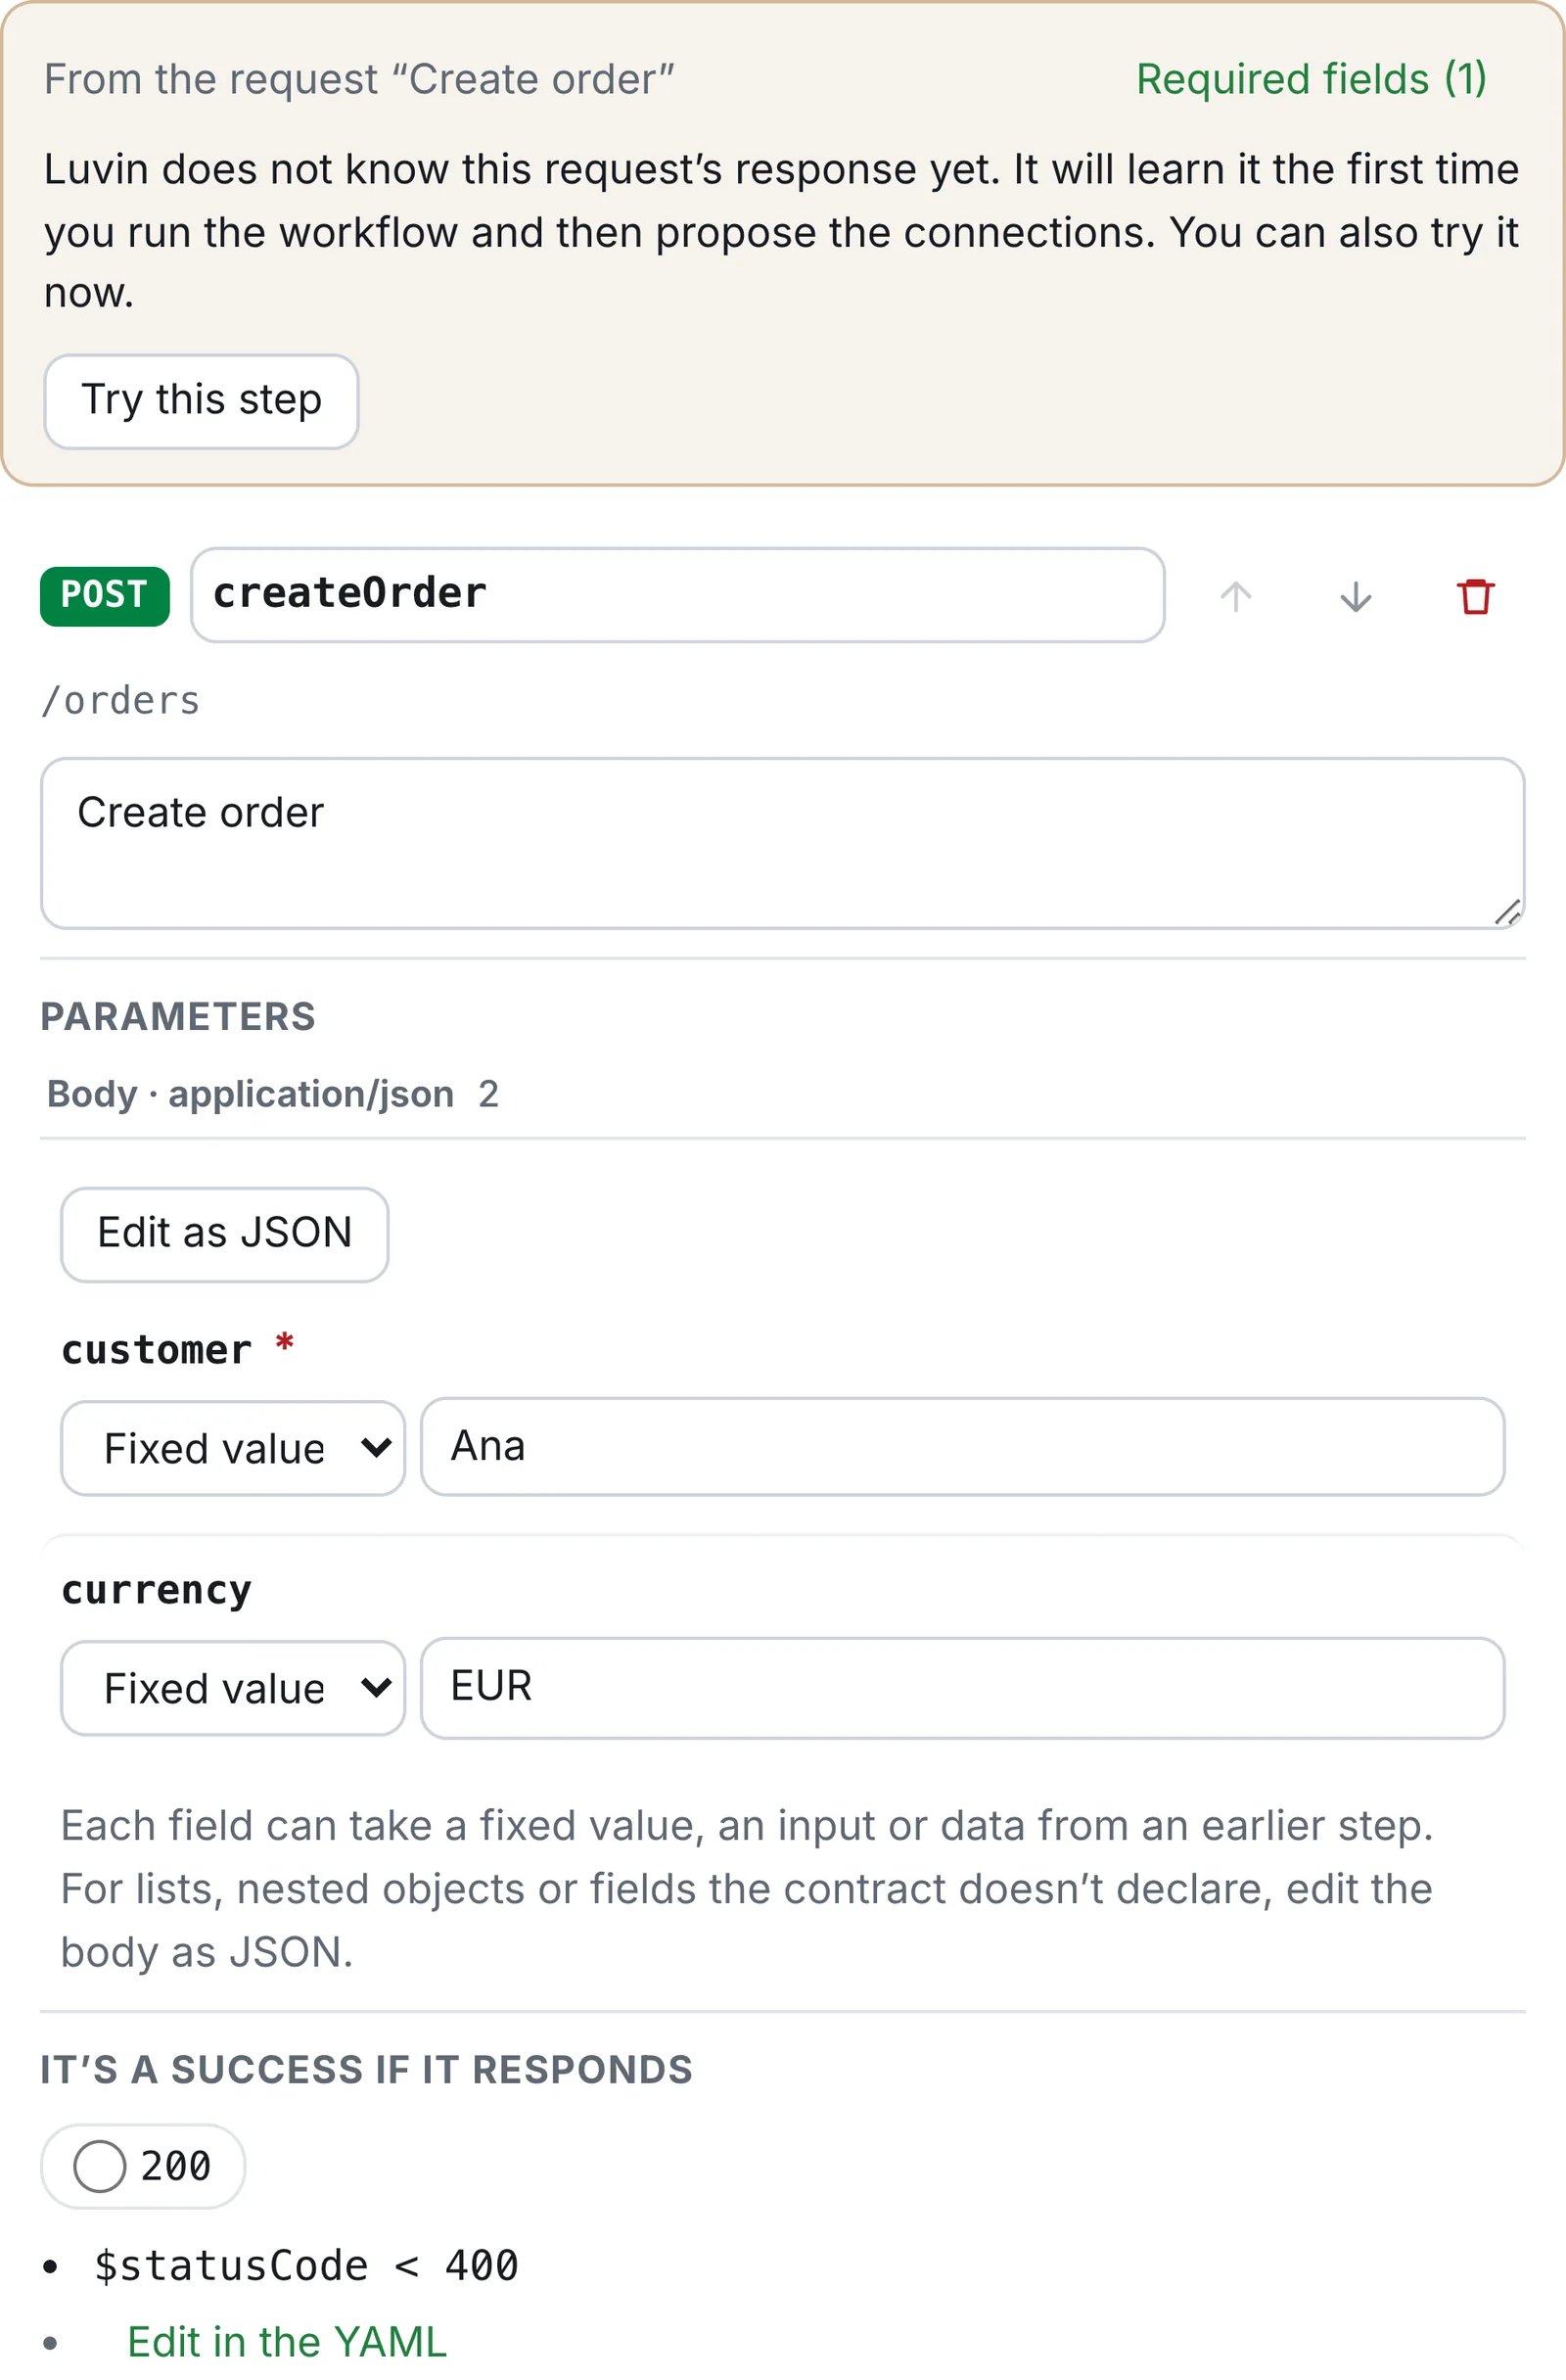 From the request “Create order”
Required fields (1)
Luvin does not know this request’s response yet. It will learn it the first time
you run the workflow and then propose the connections. You can also try it
now.
Try this step
POST
createOrder
/orders
Create order
PARAMETERS
Body · application/json 2
Edit as JSON
customer *
Fixed value
Ana
currency
Fixed value
EUR
Each field can take a fixed value, an input or data from an earlier step.
For lists, nested objects or fields the contract doesn’t declare, edit the
body as JSON.
IT’S A SUCCESS IF IT RESPONDS
200
• $statusCode < 400
• Edit in the YAML